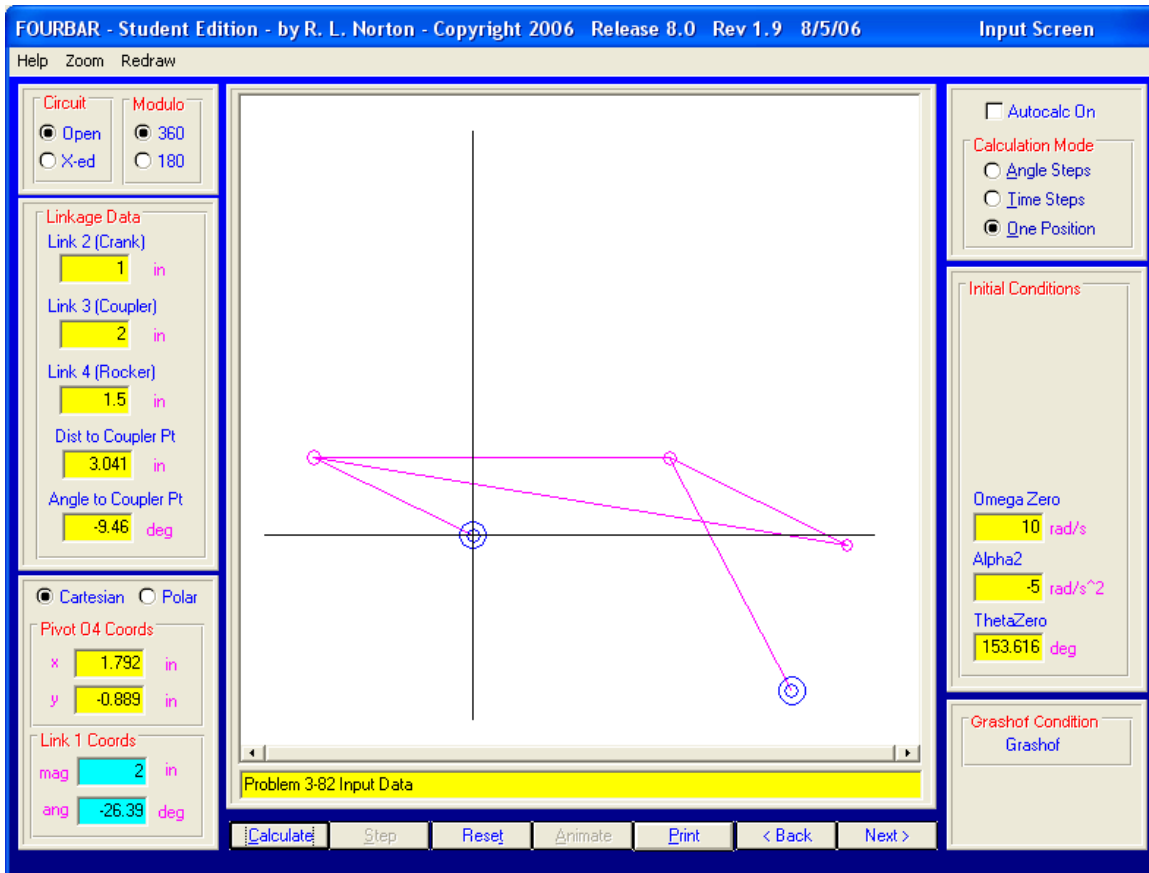 FOURBAR - Student Edition - by R. L. Norton - Copyright 2006 Release 8.0 Rev 1.9 8/5/06 Input Screen
Help Zoom Redraw
Circuit
Open
X-ed
Modulo
360
180
Linkage Data
Link 2 (Crank)
1 in
Link 3 (Coupler)
2 in
Link 4 (Rocker)
1.5 in
Dist to Coupler Pt
3.041 in
Angle to Coupler Pt
-9.46 deg
Cartesian Polar
Pivot O4 Coords
x 1.792 in
y -0.889 in
Link 1 Coords
mag 2 in
ang -26.39 deg
Problem 3-82 Input Data
Calculate Step Reset Animate Print < Back Next >
Autocalc On
Calculation Mode
Angle Steps
Time Steps
One Position
Initial Conditions
Omega Zero
10 rad/s
Alpha2
-5 rad/s^2
ThetaZero
153.616 deg
Grashof Condition
Grashof